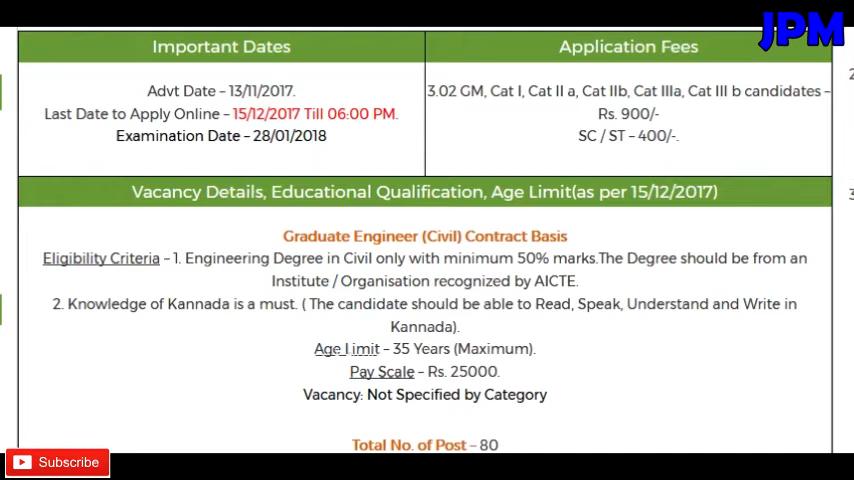 JPM
Important Dates
Application Fees
Advt Date – 13/11/2017.
Last Date to Apply Online – 15/12/2017 Till 06:00 PM.
Examination Date – 28/01/2018
3.02 GM, Cat I, Cat II a, Cat IIb, Cat IIIa, Cat III b candidates –
Rs. 900/-
SC / ST – 400/-.
Vacancy Details, Educational Qualification, Age Limit(as per 15/12/2017)
Graduate Engineer (Civil) Contract Basis
Eligibility Criteria – 1. Engineering Degree in Civil only with minimum 50% marks.The Degree should be from an
Institute / Organisation recognized by AICTE.
2. Knowledge of Kannada is a must. ( The candidate should be able to Read, Speak, Understand and Write in
Kannada).
Age Limit – 35 Years (Maximum).
Pay Scale – Rs. 25000.
Vacancy: Not Specified by Category
Total No. of Post – 80
Subscribe